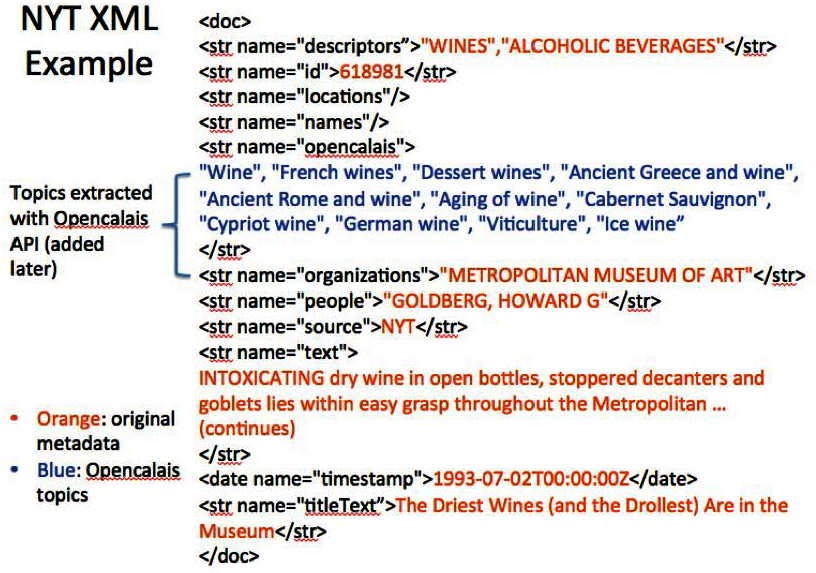 NYT XML
Example
<doc>
<str name="descriptors”>"WINES","ALCOHOLIC BEVERAGES"</str>
<str name="id">618981</str>
<str name="locations"/>
<str name="names"/>
<str name="opencalais">
"Wine", "French wines", "Dessert wines", "Ancient Greece and wine",
"Ancient Rome and wine", "Aging of wine", "Cabernet Sauvignon",
"Cypriot wine", "German wine", "Viticulture", "Ice wine”
</str>
Topics extracted
with Opencalais
API (added
later)
<str name="organizations">"METROPOLITAN MUSEUM OF ART"</str>
<str name="people">"GOLDBERG, HOWARD G"</str>
<str name="source">NYT</str>
<str name="text">
INTOXICATING dry wine in open bottles, stoppered decanters and
goblets lies within easy grasp throughout the Metropolitan ...
(continues)
</str>
<date name="timestamp">1993-07-02T00:00:00Z</date>
<str name="titleText”>The Driest Wines (and the Drollest) Are in the
Museum</str>
</doc>
• Orange: original
metadata
• Blue: Opencalais
topics